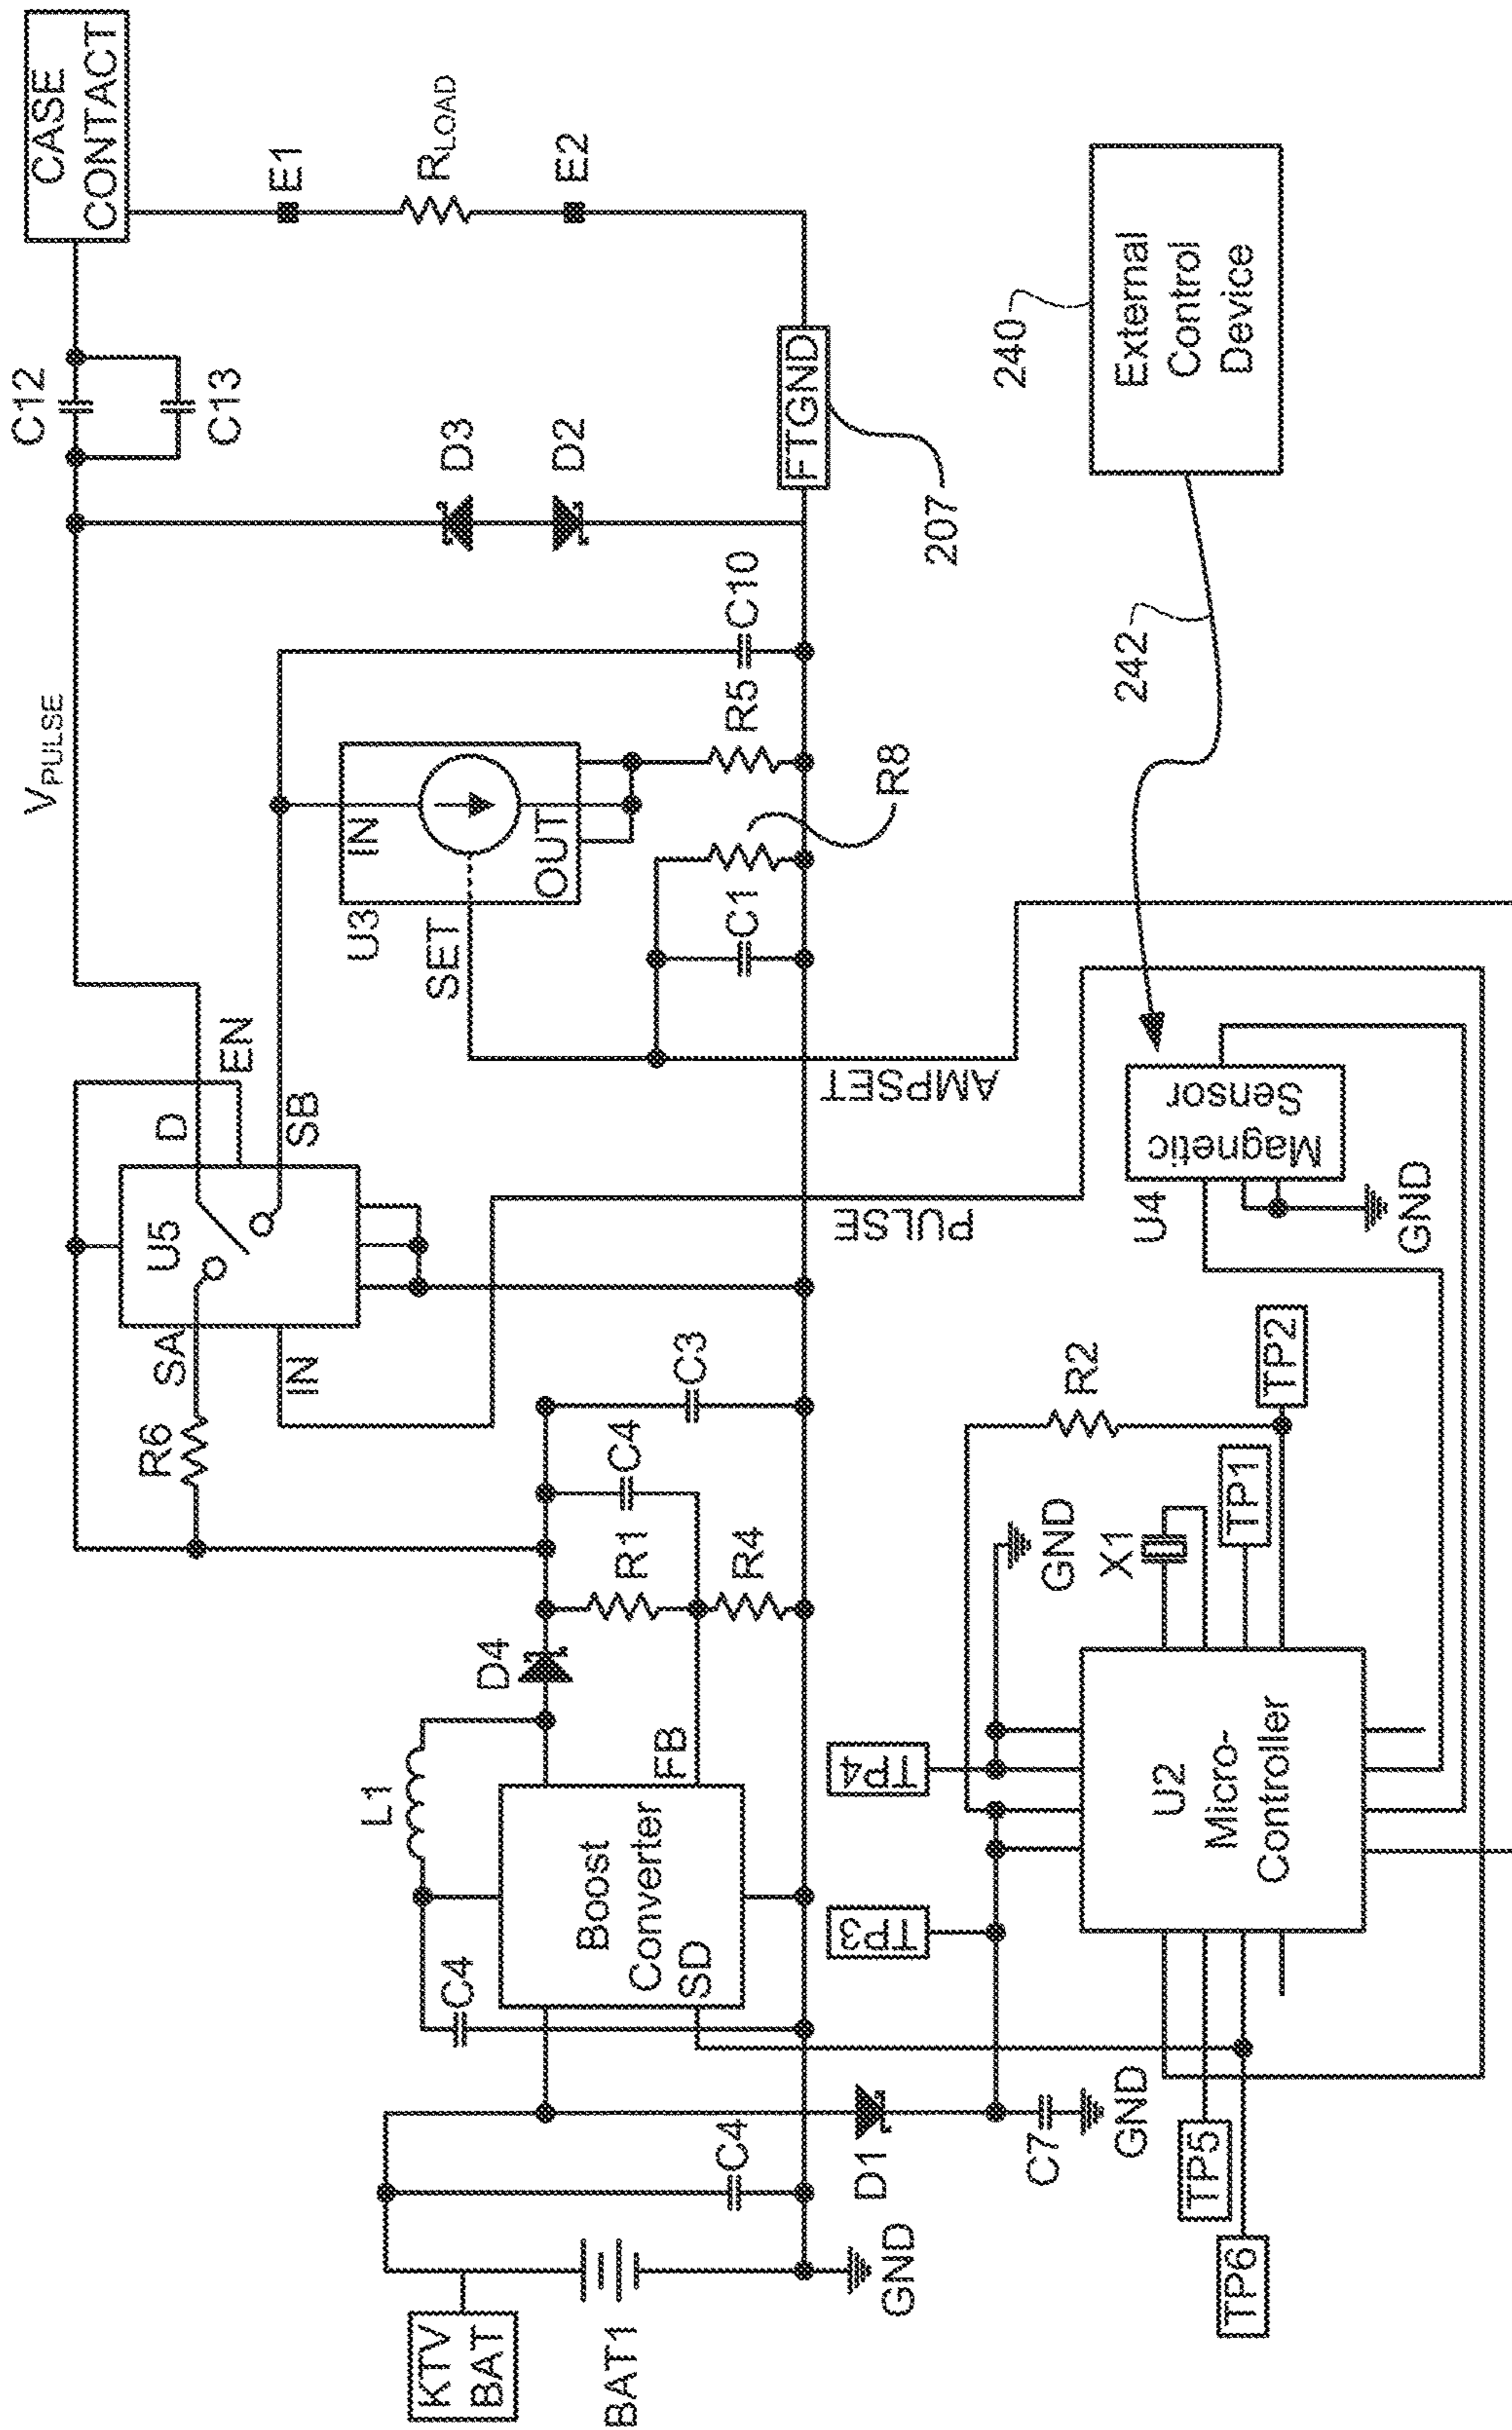 CASE
CONTACT
C12
C13
E1
R_LOAD
E2
V_PULSE
D3
D2
FTGND
207
C10
R5
R8
C1
U3
IN
OUT
SET
AMPSET
EN
D
SB
U5
SA
IN
PULSE
R6
C3
C4
R1
R4
D4
L1
FB
Boost
Converter
SD
C4
C4
KTV
BAT
BAT1
GND
D1
C7
GND
TP3
TP4
GND
R2
X1
TP1
TP2
U2
Micro-
Controller
TP5
TP6
U4
Magnetic
Sensor
GND
External
Control
Device
240
242